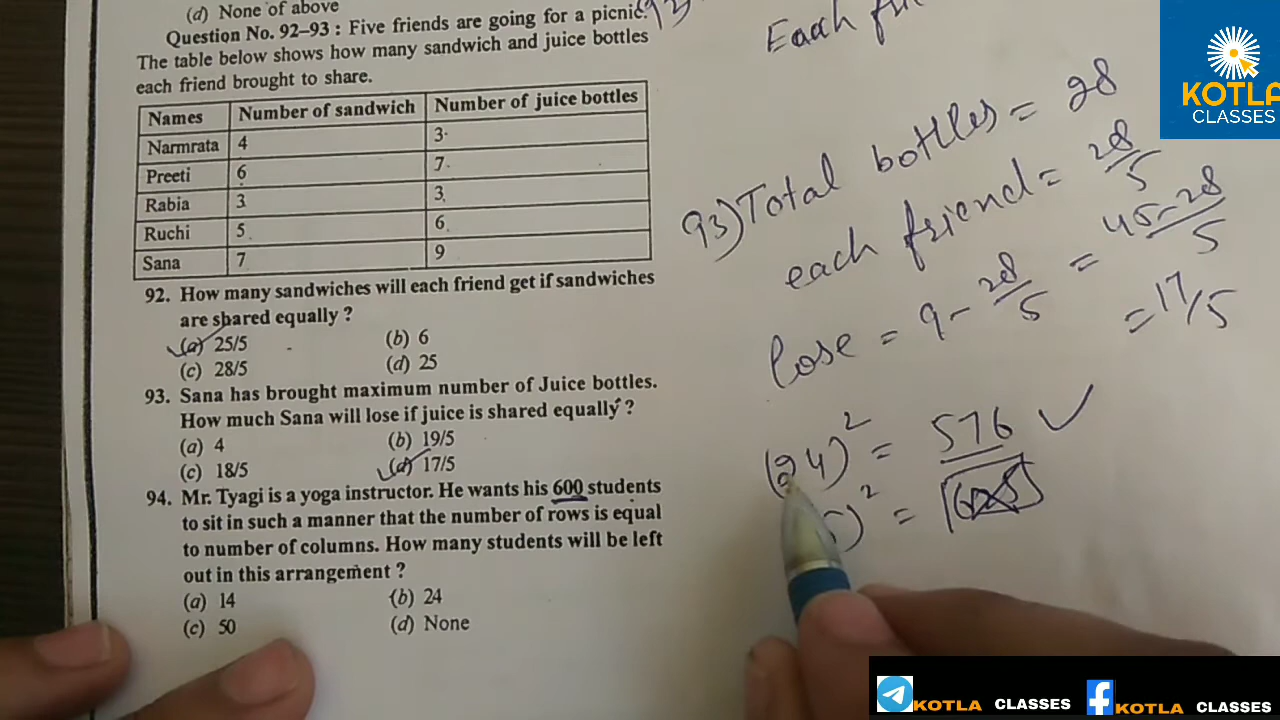 (d) None of above
Question No. 92–93 : Five friends are going for a picnic.
The table below shows how many sandwich and juice bottles
each friend brought to share.
Names Number of sandwich Number of juice bottles
Narmrata 4 3
Preeti 6 7
Rabia 3 3
Ruchi 5 6
Sana 7 9
92. How many sandwiches will each friend get if sandwiches
are shared equally ?
(a) 25/5 (b) 6
(c) 28/5 (d) 25
93. Sana has brought maximum number of Juice bottles.
How much Sana will lose if juice is shared equally ?
(a) 4 (b) 19/5
(c) 18/5 (d) 17/5
94. Mr. Tyagi is a yoga instructor. He wants his 600 students
to sit in such a manner that the number of rows is equal
to number of columns. How many students will be left
out in this arrangement ?
(a) 14 (b) 24
(c) 50 (d) None
Each
93) Total bottles = 28
each friend = 28/5
lose = 9 - 28/5 = 45-28/5
= 17/5
(24)² = 576
)² =
KOTLA
CLASSES
KOTLA CLASSES
KOTLA CLASSES